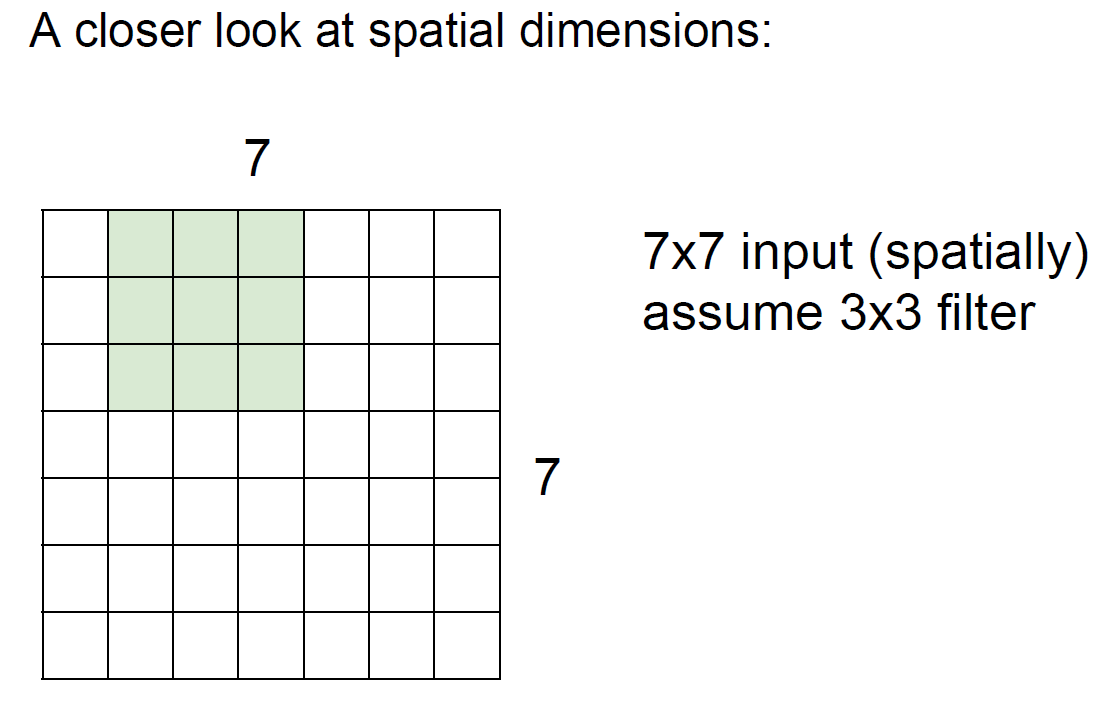 A closer look at spatial dimensions:
7
7x7 input (spatially)
assume 3x3 filter
7